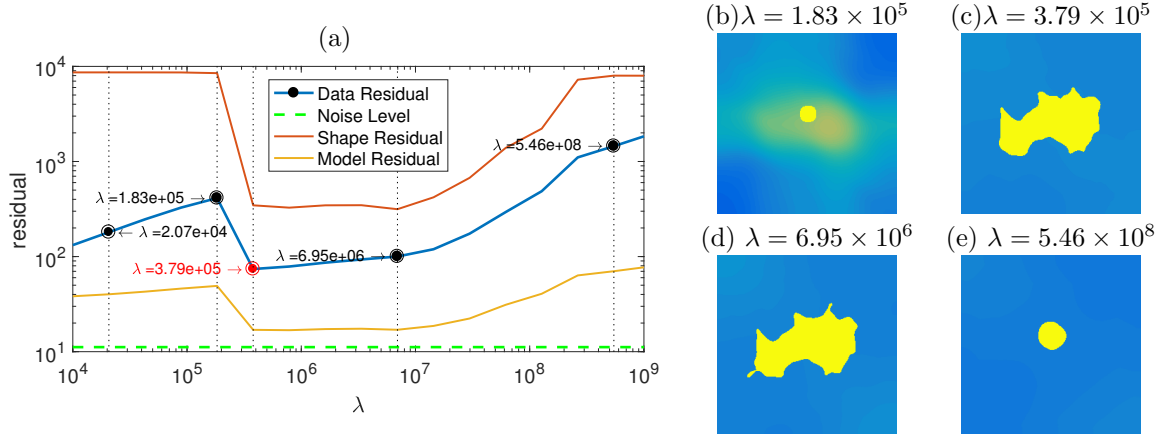 (a)
10^4
10^3
10^2
10^1
residual
Data Residual
Noise Level
Shape Residual
Model Residual
λ =5.46e+08→
λ =1.83e+05→
← λ =2.07e+04
λ =3.79e+05→
λ =6.95e+06→
10^4 10^5 10^6 10^7 10^8 10^9
λ
(b)λ = 1.83 × 10^5
(c) λ = 3.79 × 10^5
(d) λ = 6.95 × 10^6
(e) λ = 5.46 × 10^8